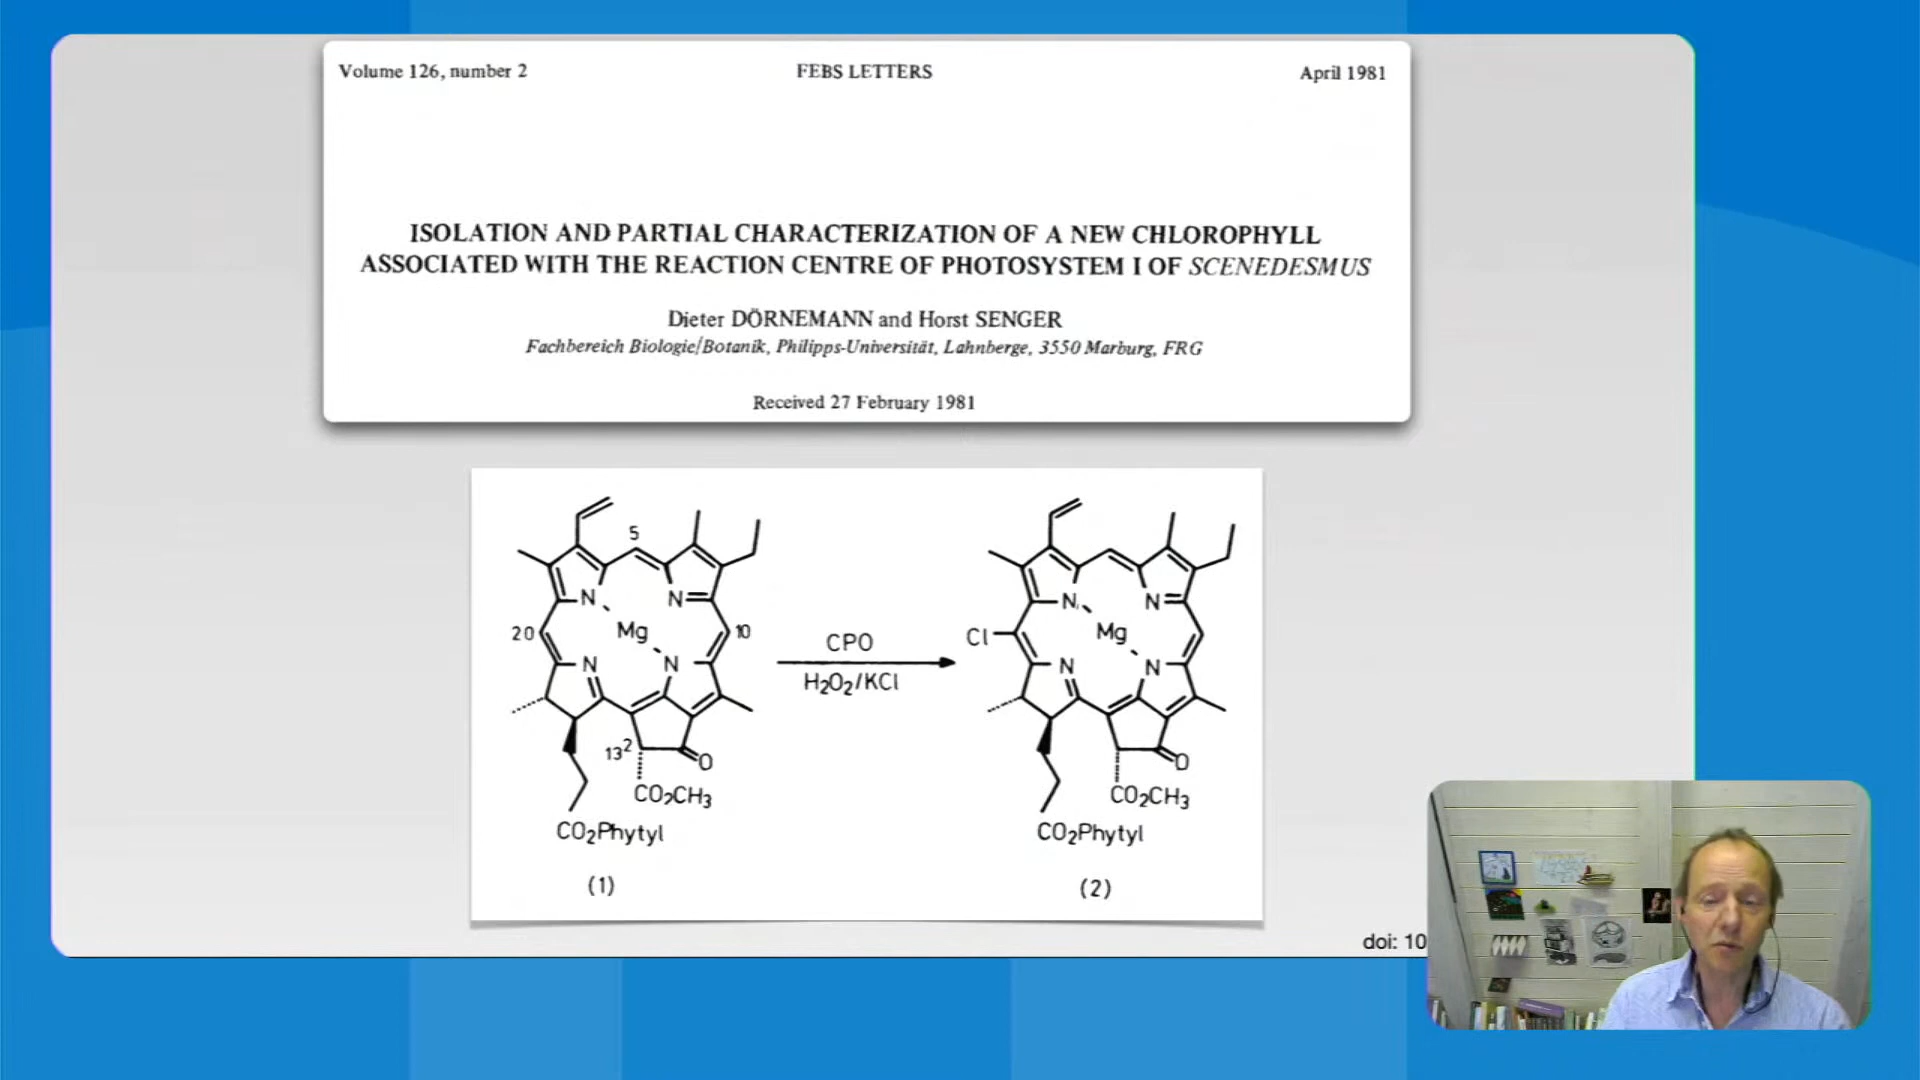 Volume 126, number 2 FEBS LETTERS April 1981
ISOLATION AND PARTIAL CHARACTERIZATION OF A NEW CHLOROPHYLL
ASSOCIATED WITH THE REACTION CENTRE OF PHOTOSYSTEM I OF SCENEDESMUS
Dieter DÖRNEMANN and Horst SENGER
Fachbereich Biologie/Botanik, Philipps-Universität, Lahnberge, 3550 Marburg, FRG
Received 27 February 1981
5
N N
20 Mg 10
N N
13²
O
CO₂CH₃
CO₂Phytyl
(1)
CPO
H₂O₂/KCl
N N
Cl Mg
N N
O
CO₂CH₃
CO₂Phytyl
(2)
doi: 10